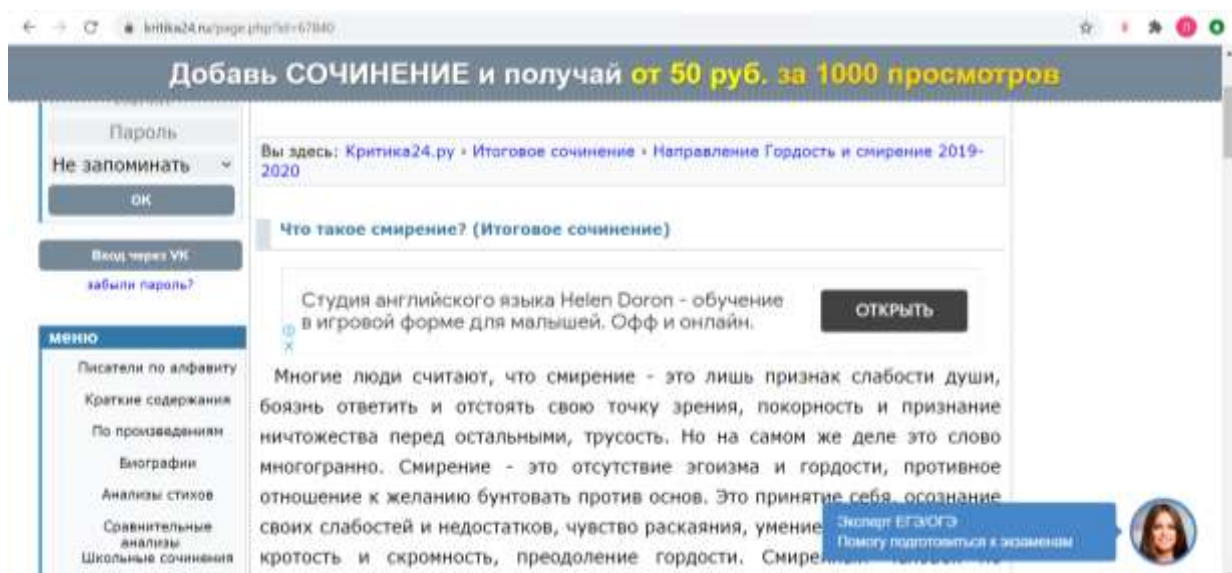 kritika24.ru/page.php?id=67840
Добавь СОЧИНЕНИЕ и получай от 50 руб. за 1000 просмотров
Пароль
Не запоминать
ОК
Вход через VK
забыли пароль?
меню
Писатели по алфавиту
Краткие содержания
По произведениям
Биографии
Анализы стихов
Сравнительные
анализы
Школьные сочинения
Вы здесь: Критика24.ру › Итоговое сочинение › Направление Гордость и смирение 2019-
2020
Что такое смирение? (Итоговое сочинение)
Студия английского языка Helen Doron - обучение
в игровой форме для малышей. Офф и онлайн.
ОТКРЫТЬ
Многие люди считают, что смирение - это лишь признак слабости души,
боязнь ответить и отстоять свою точку зрения, покорность и признание
ничтожества перед остальными, трусость. Но на самом же деле это слово
многогранно. Смирение - это отсутствие эгоизма и гордости, противное
отношение к желанию бунтовать против основ. Это принятие себя, осознание
своих слабостей и недостатков, чувство раскаяния, умение
кротость и скромность, преодоление гордости.
Эксперт ЕГЭ/ОГЭ
Помогу подготовиться к экзаменам